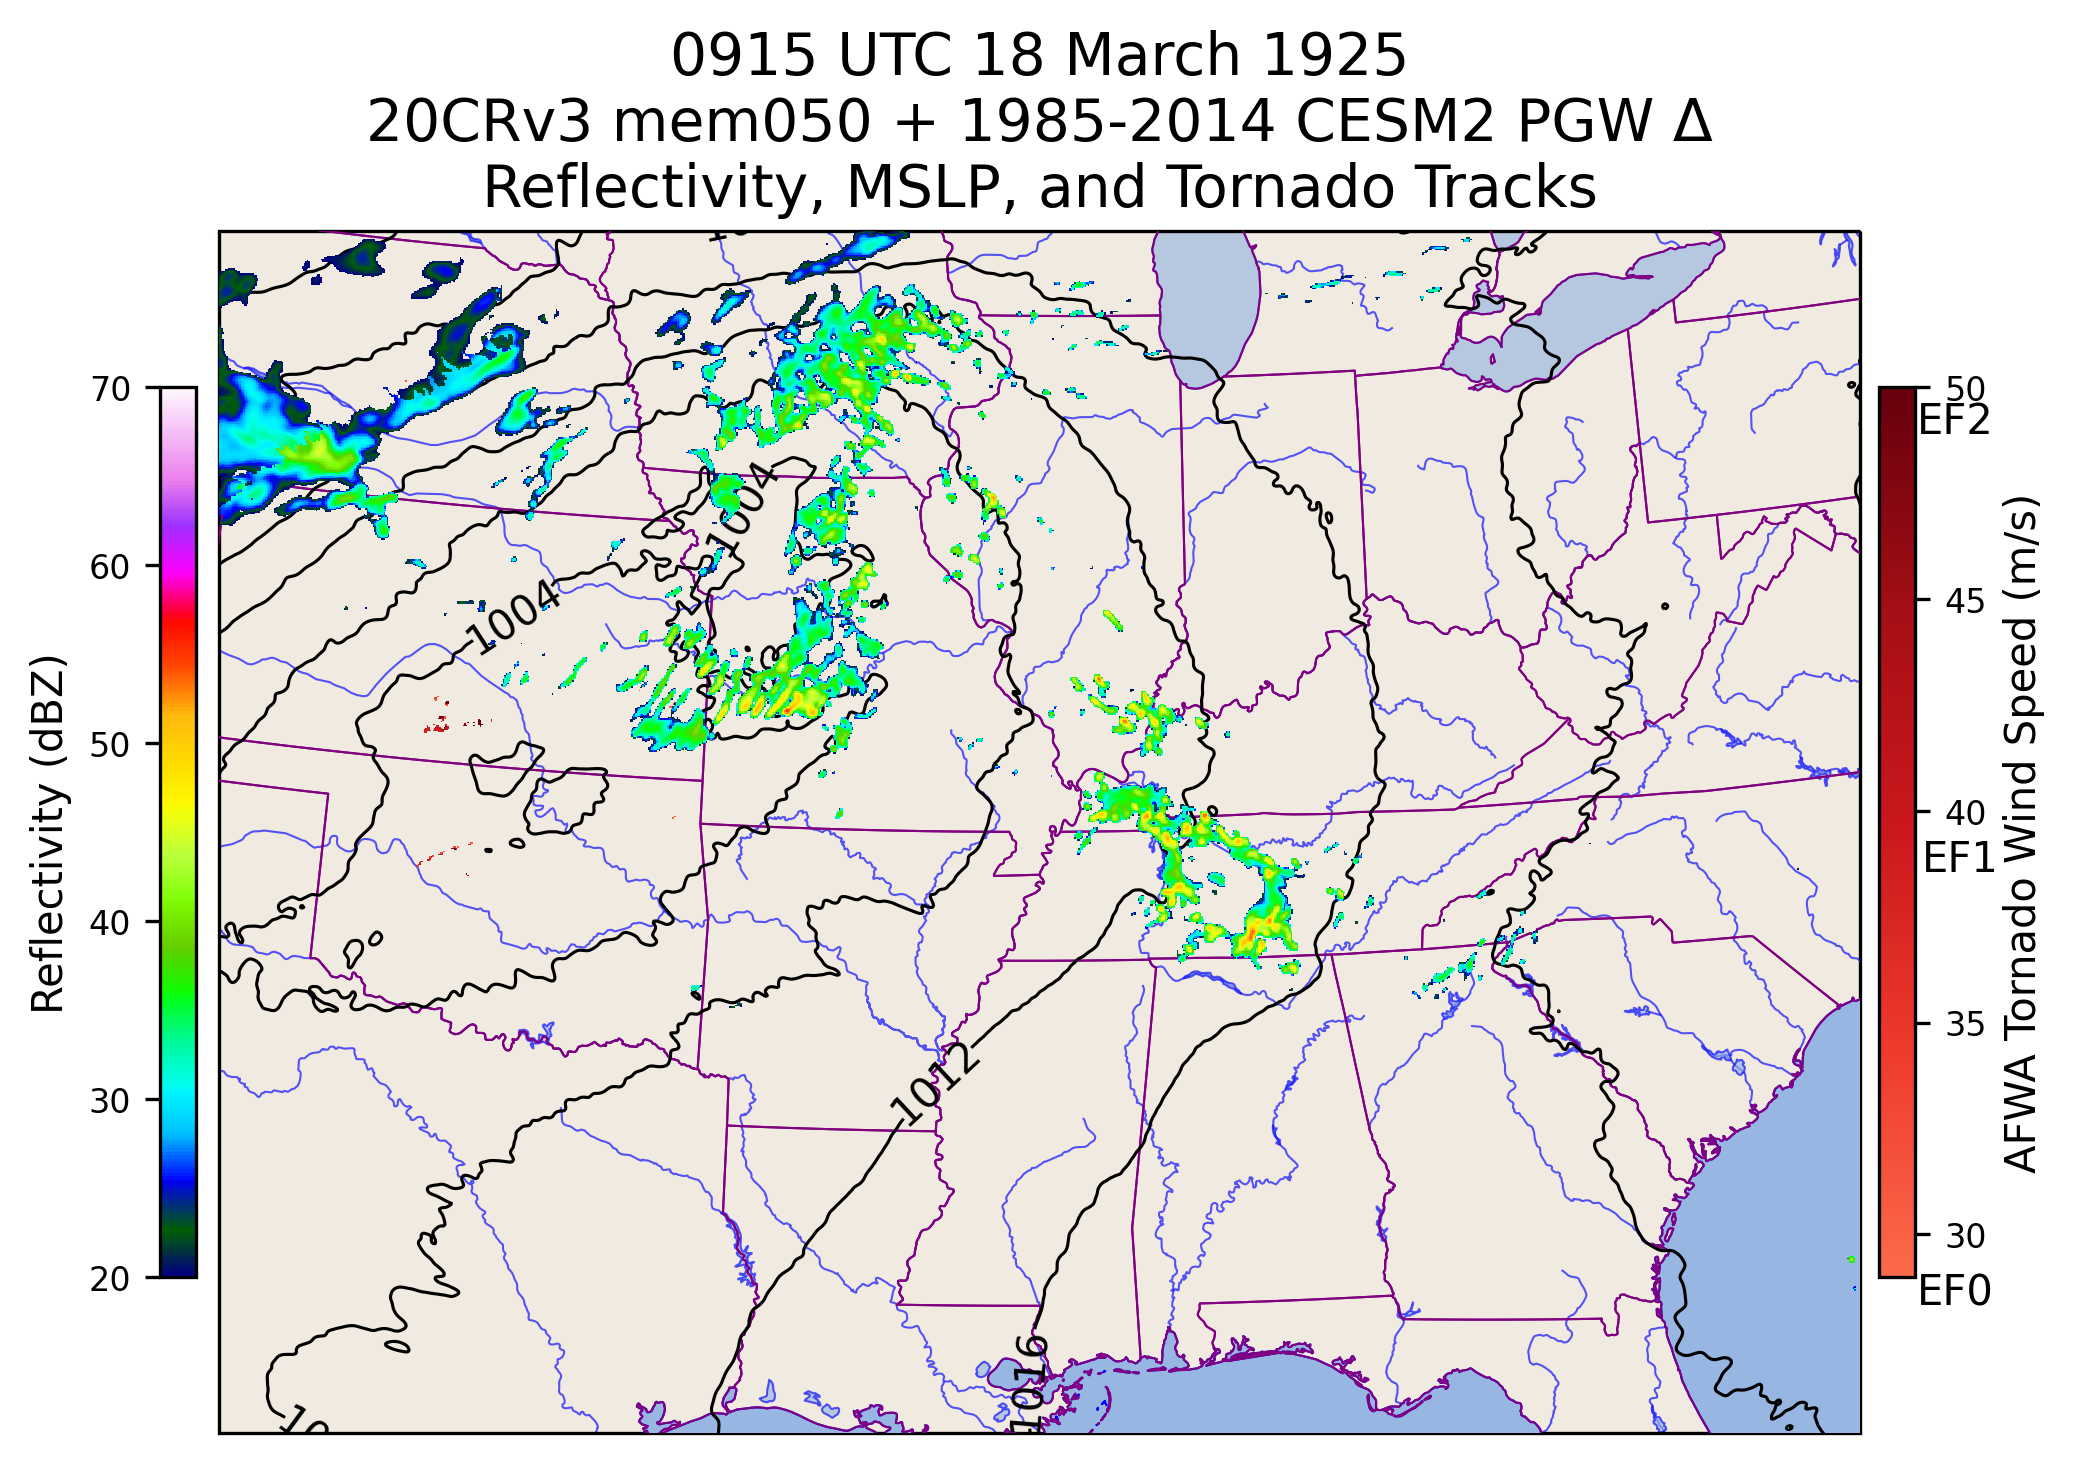 0915 UTC 18 March 1925
20CRv3 mem050 + 1985-2014 CESM2 PGW Δ
Reflectivity, MSLP, and Tornado Tracks
70
60
50
40
30
20
Reflectivity (dBZ)
1004
1004
1012
1016
50
EF2
45
40
EF1
35
30
EF0
AFWA Tornado Wind Speed (m/s)